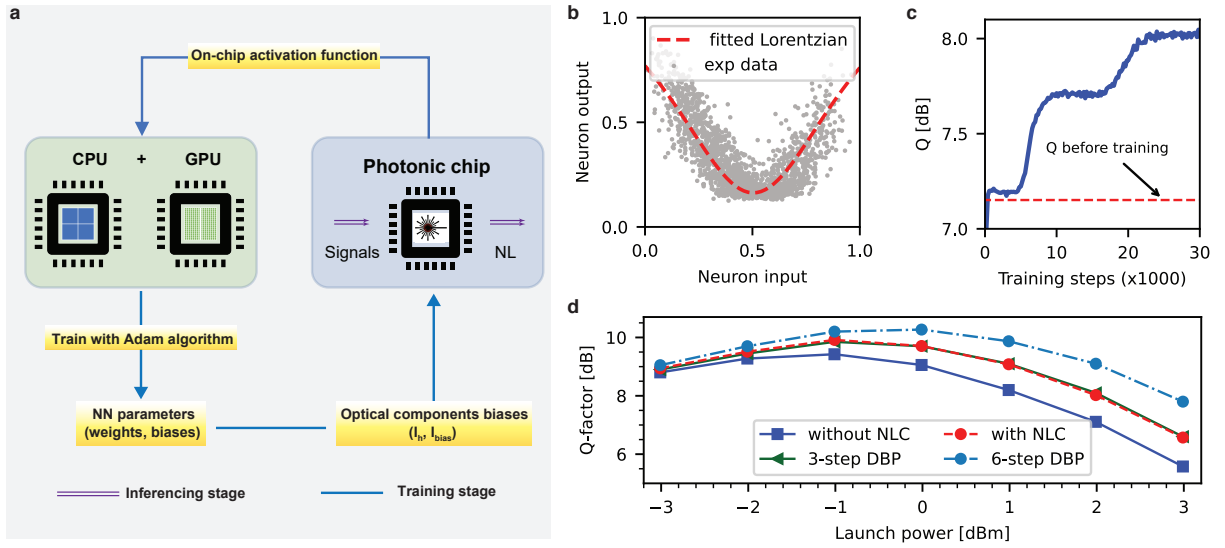 a
On-chip activation function
CPU + GPU
Photonic chip
Signals
NL
Train with Adam algorithm
NN parameters
(weights, biases)
Optical components biases
(I_h, I_bias)
Inferencing stage
Training stage
b
fitted Lorentzian
exp data
Neuron output
1.0
0.5
0.0
0.0
0.5
1.0
Neuron input
c
Q [dB]
8.0
7.5
7.0
Q before training
0
10
20
30
Training steps (x1000)
d
Q-factor [dB]
10
8
6
without NLC
with NLC
3-step DBP
6-step DBP
−3
−2
−1
0
1
2
3
Launch power [dBm]